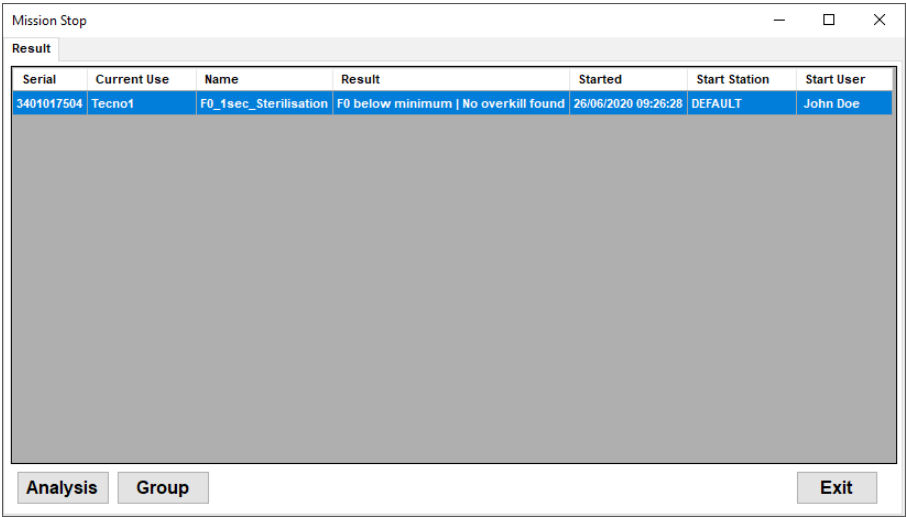 Mission Stop
Result
Serial Current Use Name Result Started Start Station Start User
3401017504 Tecno1 F0_1sec_Sterilisation F0 below minimum | No overkill found 26/06/2020 09:26:28 DEFAULT John Doe
Analysis Group Exit